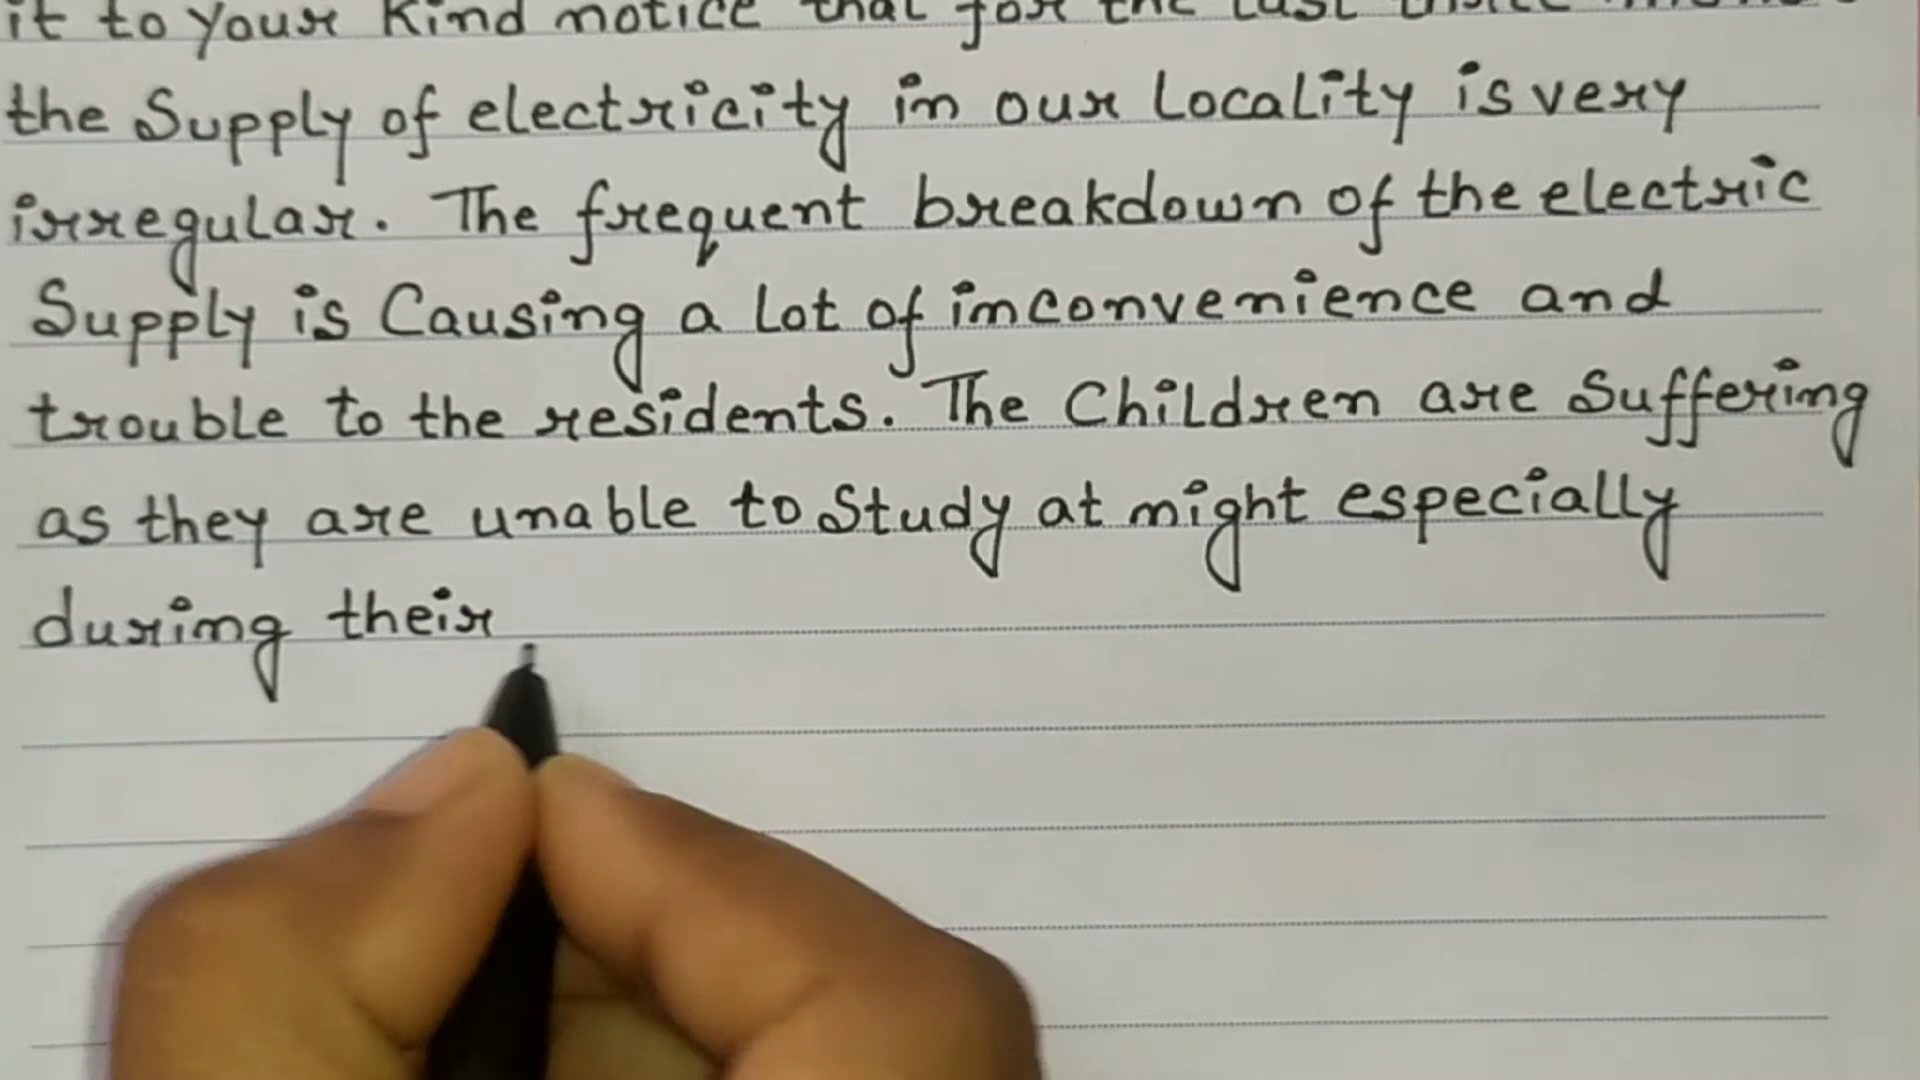 it to your Kind notice that for the last three
the Supply of electricity in our Locality is very
irregular. The frequent breakdown of the electric
Supply is Causing a Lot of inconvenience and
trouble to the residents. The Children are Suffering
as they are unable to Study at night especially
during their